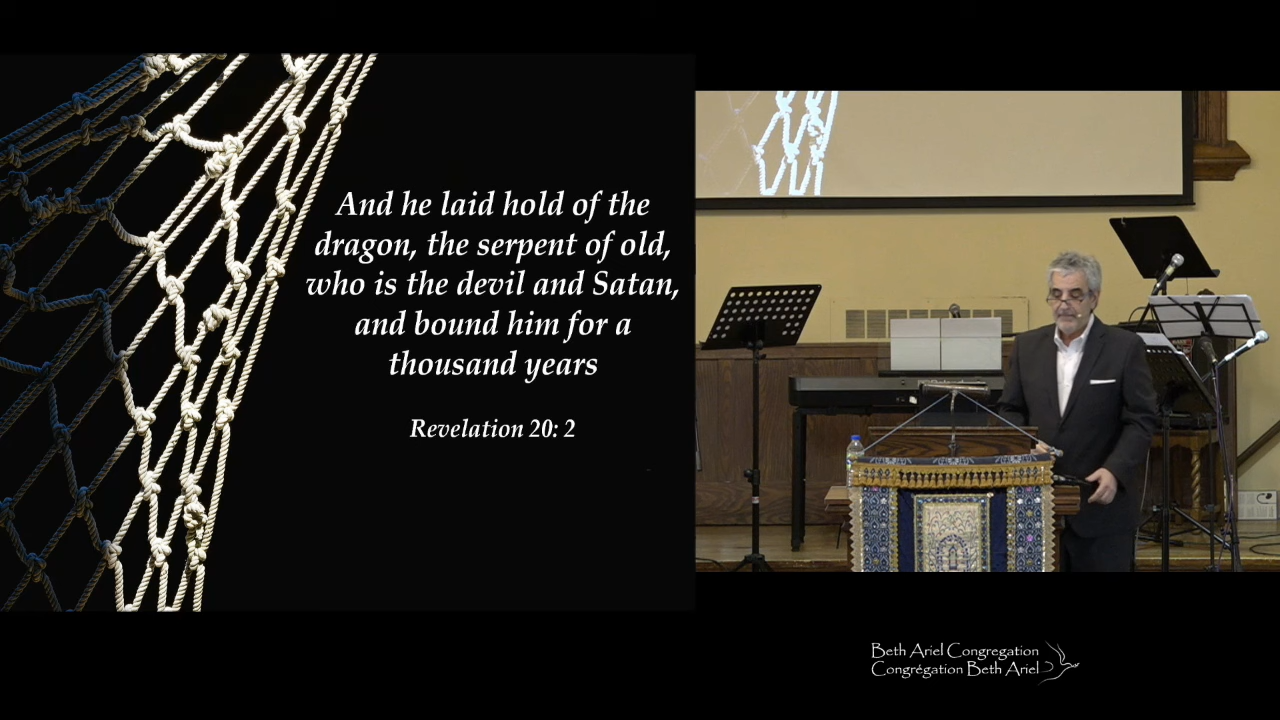 And he laid hold of the
dragon, the serpent of old,
who is the devil and Satan,
and bound him for a
thousand years
Revelation 20: 2
Beth Ariel Congregation
Congrégation Beth Ariel